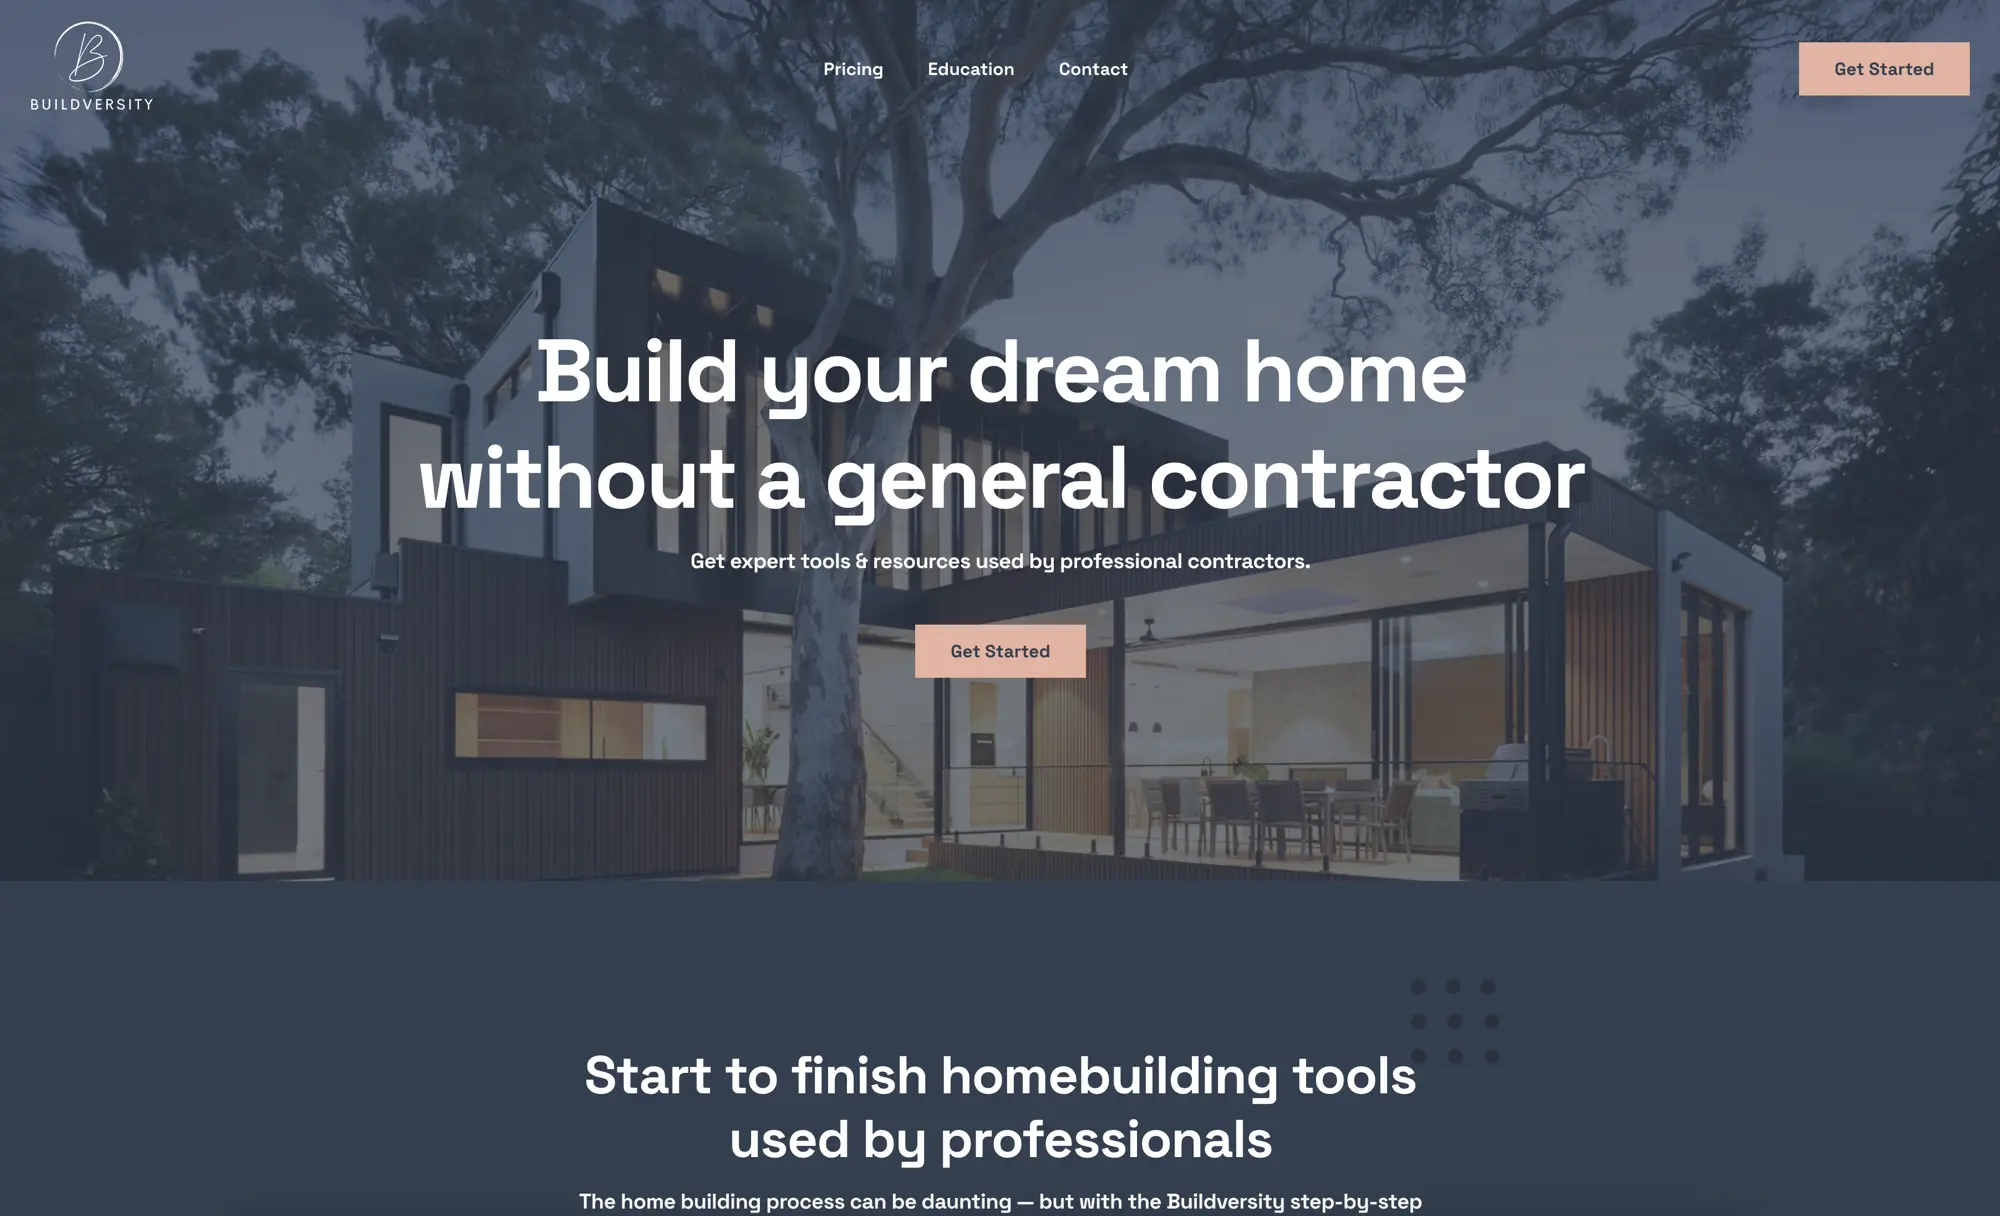 B
BUILDVERSITY
Pricing
Education
Contact
Get Started
Build your dream home
without a general contractor
Get expert tools & resources used by professional contractors.
Get Started
Start to finish homebuilding tools
used by professionals
The home building process can be daunting — but with the Buildversity step-by-step